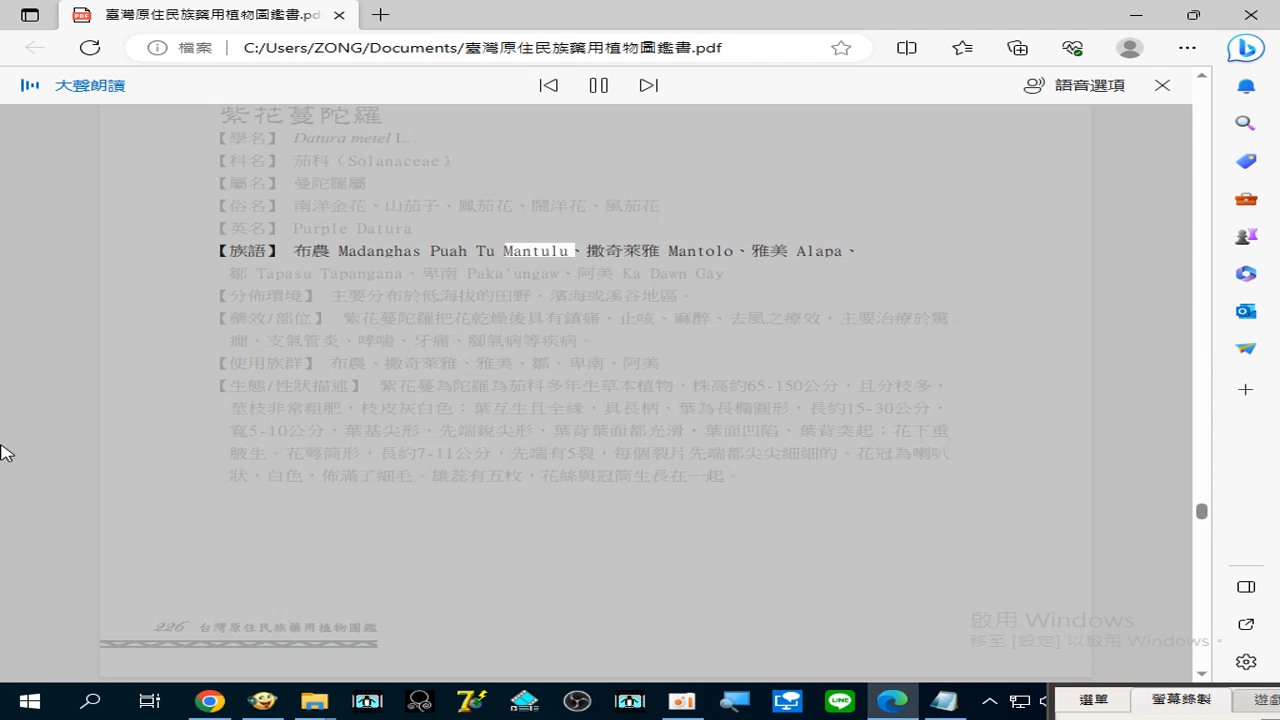 臺灣原住民族藥用植物圖鑑書.pdf
檔案 C:/Users/ZONG/Documents/臺灣原住民族藥用植物圖鑑書.pdf
大聲朗讀 語音選項
紫花蔓陀羅
【學名】 Datura metel L.
【科名】 茄科（Solanaceae）
【屬名】 曼陀羅屬
【俗名】 南洋金花、山茄子、鳳茄花、鬧洋花、風茄花
【英名】 Purple Datura
【族語】 布農 Madanghas Puah Tu Mantulu、撒奇萊雅 Mantolo、雅美 Alapa、
鄒 Tapasu Tapangana、卑南 Paka'ungaw、阿美 Ka Dawn Gay
【分佈環境】 主要分布於低海拔的田野、濱海或溪谷地區。
【藥效/部位】 紫花蔓陀羅把花乾燥後具有鎮痛、止咳、麻醉、去風之療效，主要治療於驚
癇、支氣管炎、哮喘、牙痛、腳氣病等疾病。
【使用族群】 布農、撒奇萊雅、雅美、鄒、卑南、阿美
【生態/性狀描述】 紫花蔓為陀羅為茄科多年生草本植物，株高約65-150公分，且分枝多，
莖枝非常粗肥，枝皮灰白色；葉互生且全緣，具長柄，葉為長橢圓形，長約15-30公分，
寬5-10公分，葉基尖形，先端銳尖形，葉背葉面都光滑，葉面凹陷、葉背突起；花下垂
腋生。花萼筒形，長約7-11公分，先端有5裂，每個裂片先端都尖尖細細的。花冠為喇叭
狀，白色，佈滿了細毛。雄蕊有五枚，花絲與冠筒生長在一起。
226 台灣原住民族藥用植物圖鑑
啟用 Windows
移至 [設定] 以啟用 Windows。
選單 螢幕錄製